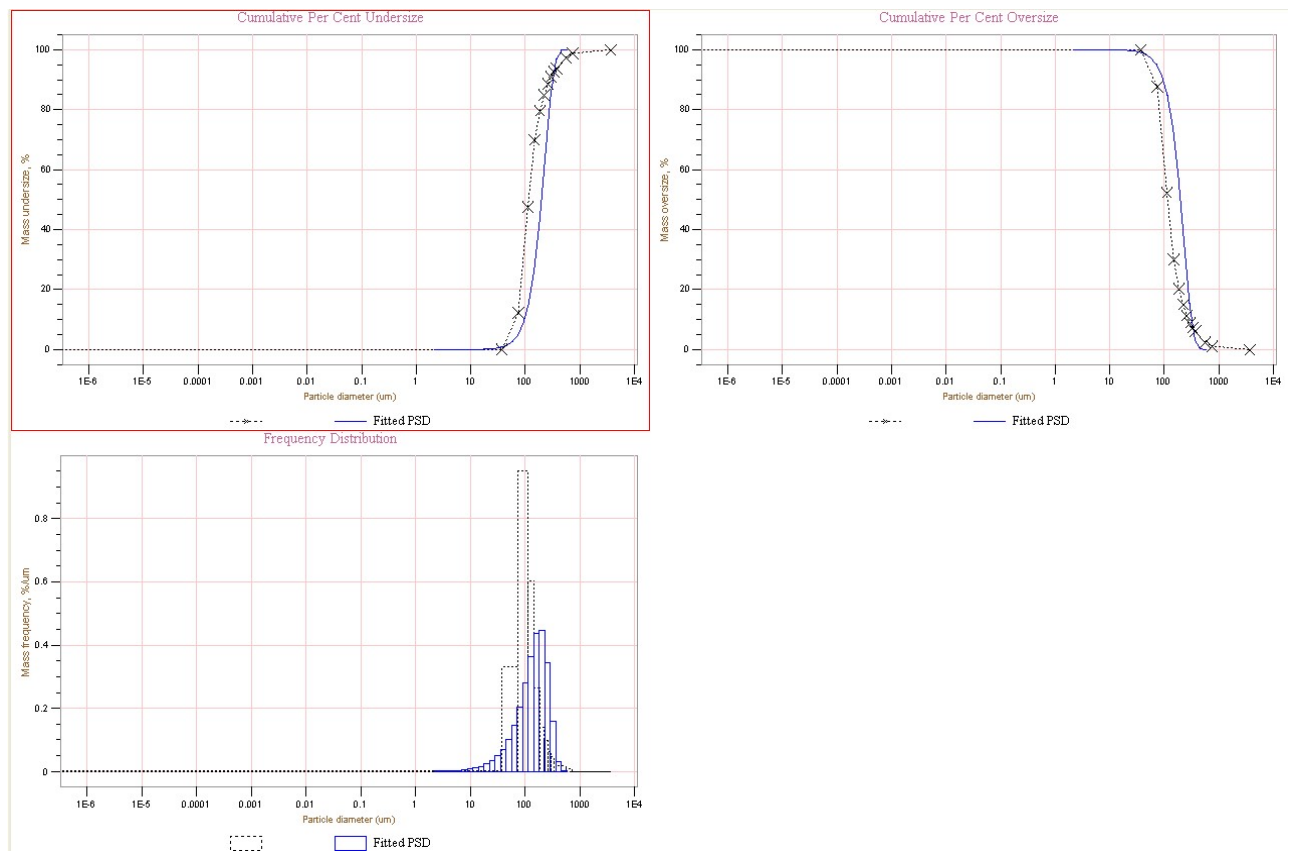 Cumulative Per Cent Undersize
100
80
60
40
20
0
Mass undersize, %
1E-6 1E-5 0.0001 0.001 0.01 0.1 1 10 100 1000 1E4
Particle diameter (um)
Fitted PSD
Cumulative Per Cent Oversize
100
80
60
40
20
0
Mass oversize, %
1E-6 1E-5 0.0001 0.001 0.01 0.1 1 10 100 1000 1E4
Particle diameter (um)
Fitted PSD
Frequency Distribution
0.8
0.6
0.4
0.2
0
Mass frequency, %/um
1E-6 1E-5 0.0001 0.001 0.01 0.1 1 10 100 1000 1E4
Particle diameter (um)
Fitted PSD